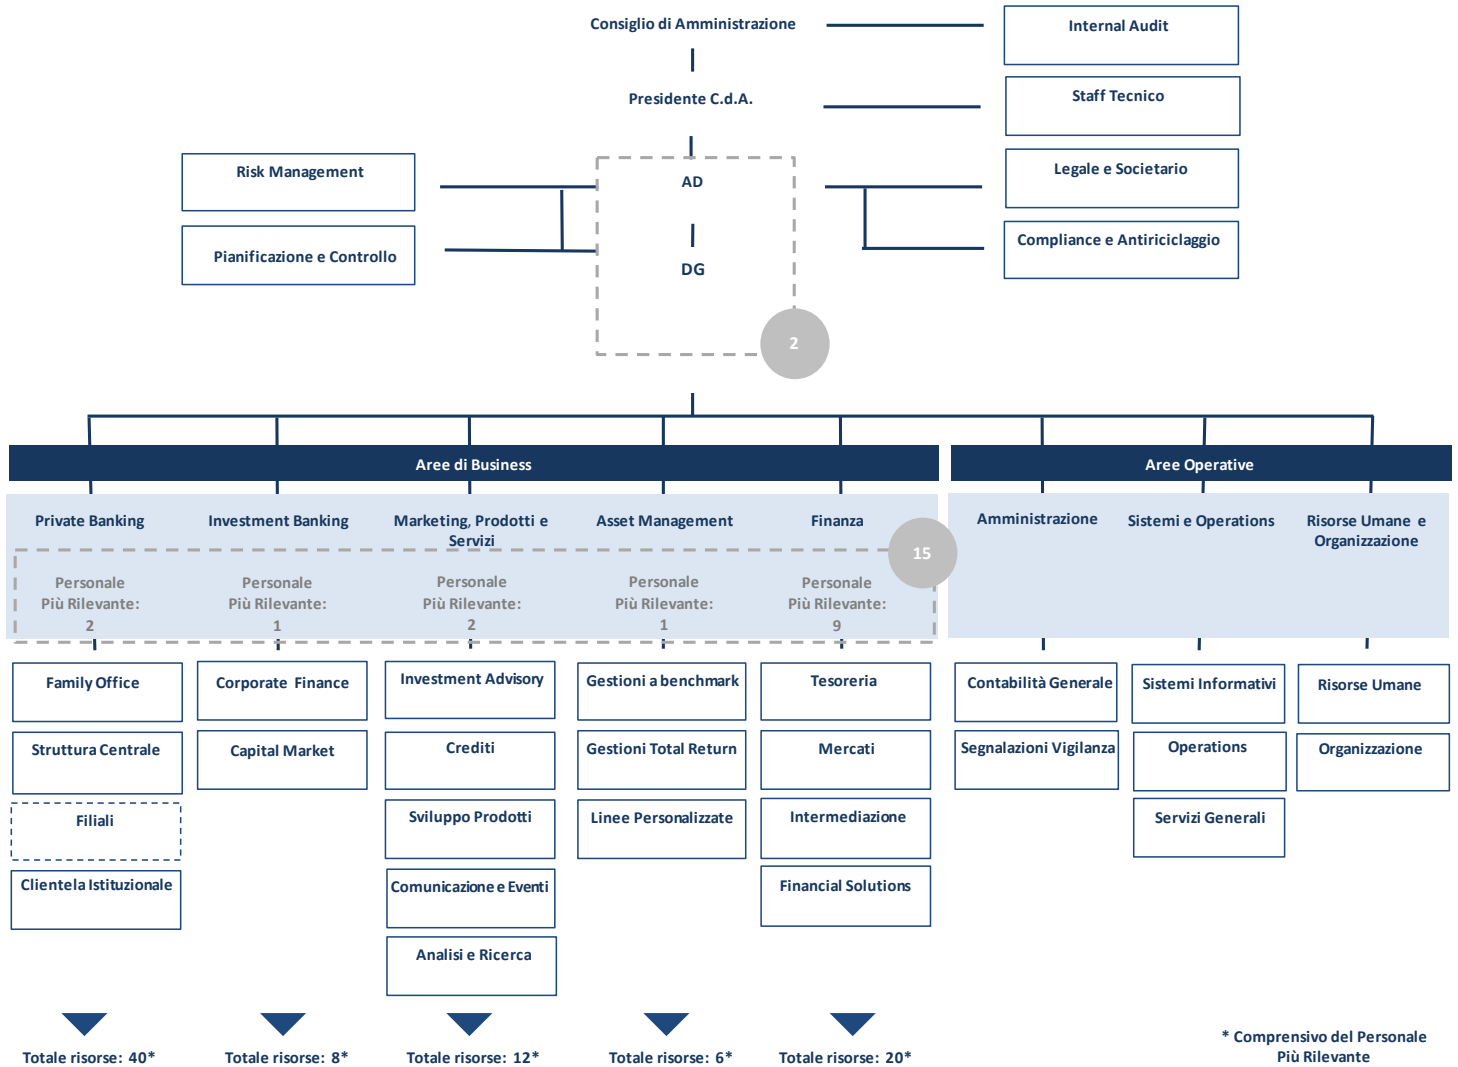 Consiglio di Amministrazione
Internal Audit
Presidente C.d.A.
Staff Tecnico
Risk Management
AD
Legale e Societario
Pianificazione e Controllo
DG
Compliance e Antiriciclaggio
2
Aree di Business
Aree Operative
Private Banking
Investment Banking
Marketing, Prodotti e
Servizi
Asset Management
Finanza
Amministrazione
Sistemi e Operations
Risorse Umane e
Organizzazione
15
Personale
Più Rilevante:
2
Personale
Più Rilevante:
1
Personale
Più Rilevante:
2
Personale
Più Rilevante:
1
Personale
Più Rilevante:
9
Family Office
Struttura Centrale
Filiali
Clientela Istituzionale
Corporate Finance
Capital Market
Investment Advisory
Crediti
Sviluppo Prodotti
Comunicazione e Eventi
Analisi e Ricerca
Gestioni a benchmark
Gestioni Total Return
Linee Personalizzate
Tesoreria
Mercati
Intermediazione
Financial Solutions
Contabilità Generale
Segnalazioni Vigilanza
Sistemi Informativi
Operations
Servizi Generali
Risorse Umane
Organizzazione
Totale risorse: 40*
Totale risorse: 8*
Totale risorse: 12*
Totale risorse: 6*
Totale risorse: 20*
* Comprensivo del Personale
Più Rilevante